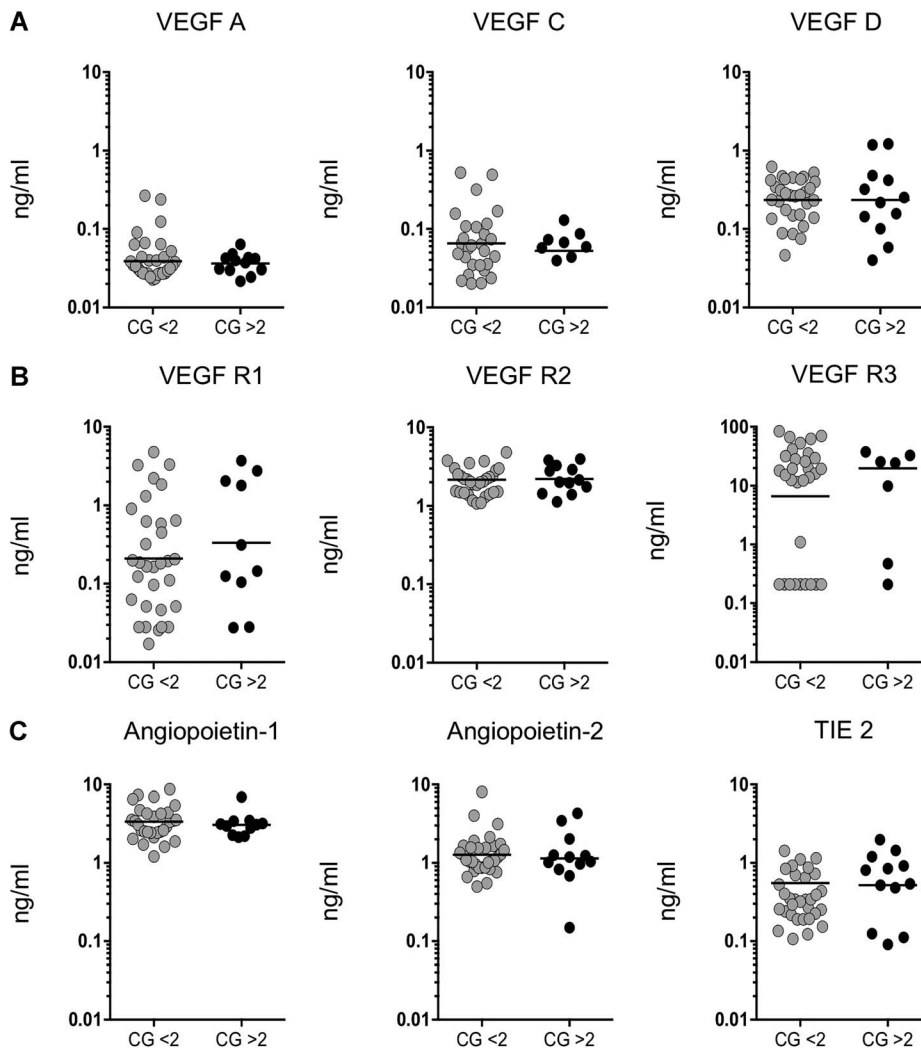 A
VEGF A
VEGF C
VEGF D
ng/ml
10
1
0.1
0.01
CG <2
CG >2
ng/ml
10
1
0.1
0.01
CG <2
CG >2
ng/ml
10
1
0.1
0.01
CG <2
CG >2
B
VEGF R1
VEGF R2
VEGF R3
ng/ml
10
1
0.1
0.01
CG <2
CG >2
ng/ml
10
1
0.1
0.01
CG <2
CG >2
ng/ml
100
10
1
0.1
0.01
CG <2
CG >2
C
Angiopoietin-1
Angiopoietin-2
TIE 2
ng/ml
10
1
0.1
0.01
CG <2
CG >2
ng/ml
10
1
0.1
0.01
CG <2
CG >2
ng/ml
10
1
0.1
0.01
CG <2
CG >2